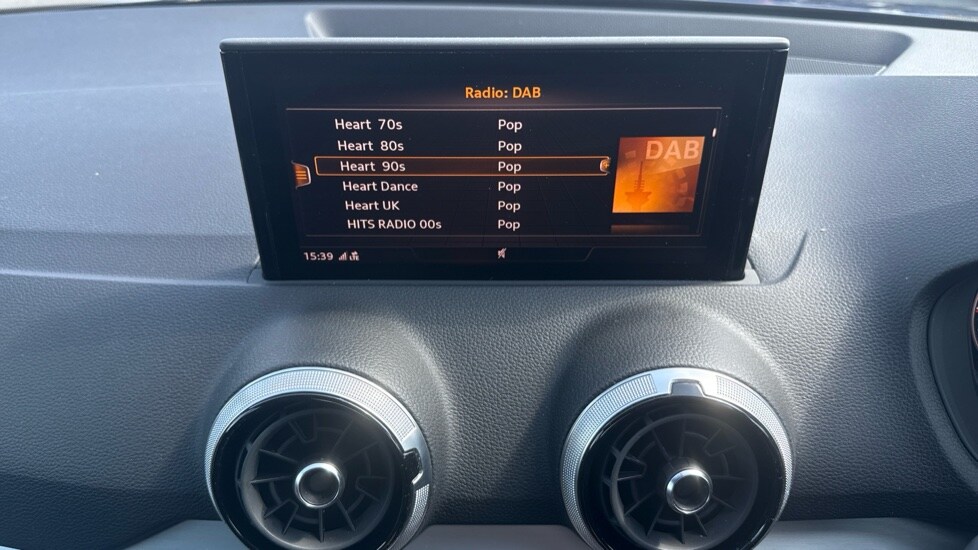 Radio: DAB
Heart 70s Pop
Heart 80s Pop
Heart 90s Pop
Heart Dance Pop
Heart UK Pop
HITS RADIO 00s Pop
DAB
15:39 LTE